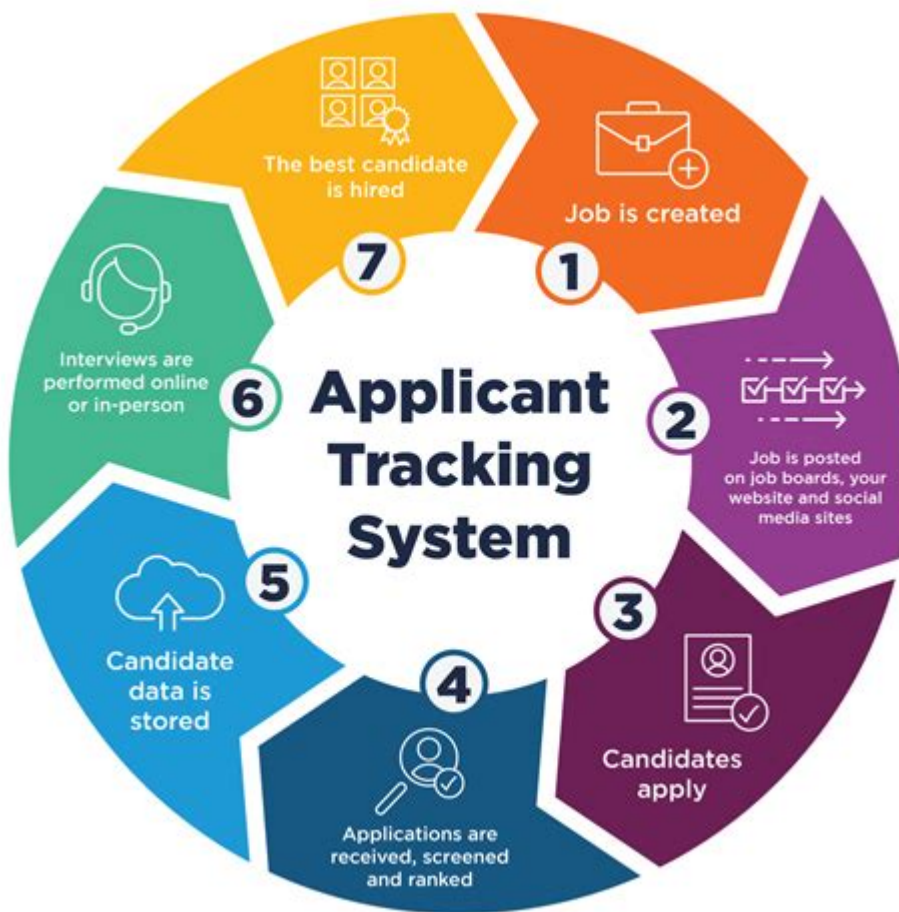 Applicant
Tracking
System
1
Job is created
2
Job is posted
on job boards, your
website and social
media sites
3
Candidates
apply
4
Applications are
received, screened
and ranked
5
Candidate
data is
stored
6
Interviews are
performed online
or in-person
7
The best candidate
is hired